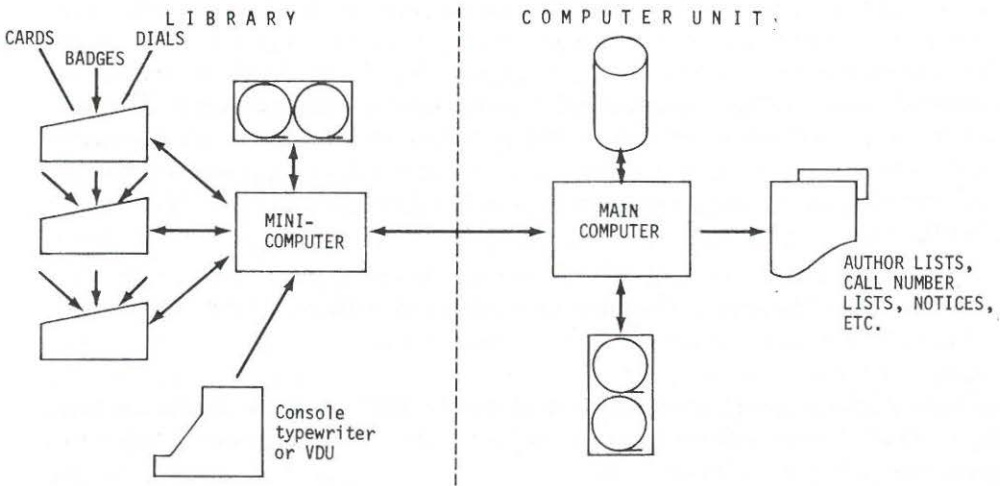 LIBRARY
COMPUTER UNIT
CARDS
DIALS
BADGES
MINI-
COMPUTER
MAIN
COMPUTER
AUTHOR LISTS,
CALL NUMBER
LISTS, NOTICES,
ETC.
Console
typewriter
or VDU